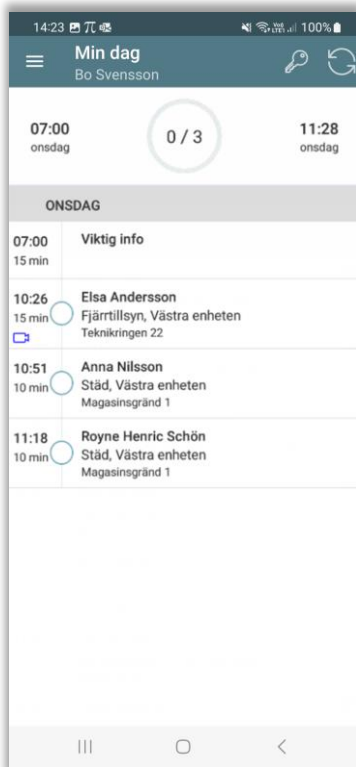 14:23 100%
Min dag
Bo Svensson
07:00
onsdag
0 / 3
11:28
onsdag
ONSDAG
07:00 Viktig info
15 min
10:26 Elsa Andersson
15 min Fjärrtillsyn, Västra enheten
Teknikringen 22
10:51 Anna Nilsson
10 min Städ, Västra enheten
Magasinsgränd 1
11:18 Royne Henric Schön
10 min Städ, Västra enheten
Magasinsgränd 1